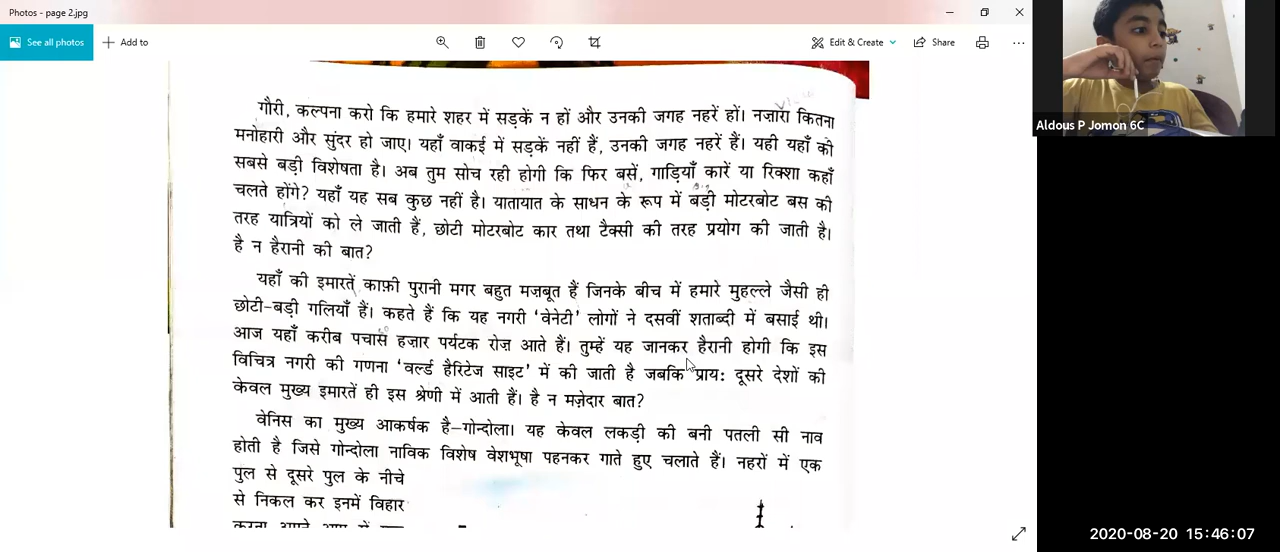 Photos - page 2.jpg
See all photos
Add to
Edit & Create
Share
गौरी, कल्पना करो कि हमारे शहर में सड़कें न हों और उनकी जगह नहरें हों। नज़ारा कितना
मनोहारी और सुंदर हो जाए। यहाँ वाकई में सड़कें नहीं हैं, उनकी जगह नहरें हैं। यही यहाँ की
सबसे बड़ी विशेषता है। अब तुम सोच रही होगी कि फिर बसें, गाड़ियाँ कारें या रिक्शा कहाँ
चलते होंगे? यहाँ यह सब कुछ नहीं है। यातायात के साधन के रूप में बड़ी मोटरबोट बस की
तरह यात्रियों को ले जाती हैं, छोटी मोटरबोट कार तथा टैक्सी की तरह प्रयोग की जाती है।
है न हैरानी की बात?
यहाँ की इमारतें काफ़ी पुरानी मगर बहुत मज़बूत हैं जिनके बीच में हमारे मुहल्ले जैसी ही
छोटी-बड़ी गलियाँ हैं। कहते हैं कि यह नगरी 'वेनेटी' लोगों ने दसवीं शताब्दी में बसाई थी।
आज यहाँ करीब पचास हज़ार पर्यटक रोज़ आते हैं। तुम्हें यह जानकर हैरानी होगी कि इस
विचित्र नगरी की गणना 'वर्ल्ड हैरिटेज साइट' में की जाती है जबकि प्राय: दूसरे देशों की
केवल मुख्य इमारतें ही इस श्रेणी में आती हैं। है न मज़ेदार बात?
वेनिस का मुख्य आकर्षक है-गोन्दोला। यह केवल लकड़ी की बनी पतली सी नाव
होती है जिसे गोन्दोला नाविक विशेष वेशभूषा पहनकर गाते हुए चलाते हैं। नहरों में एक
पुल से दूसरे पुल के नीचे
से निकल कर इनमें विहार
Aldous P Jomon 6C
2020-08-20 15:46:07